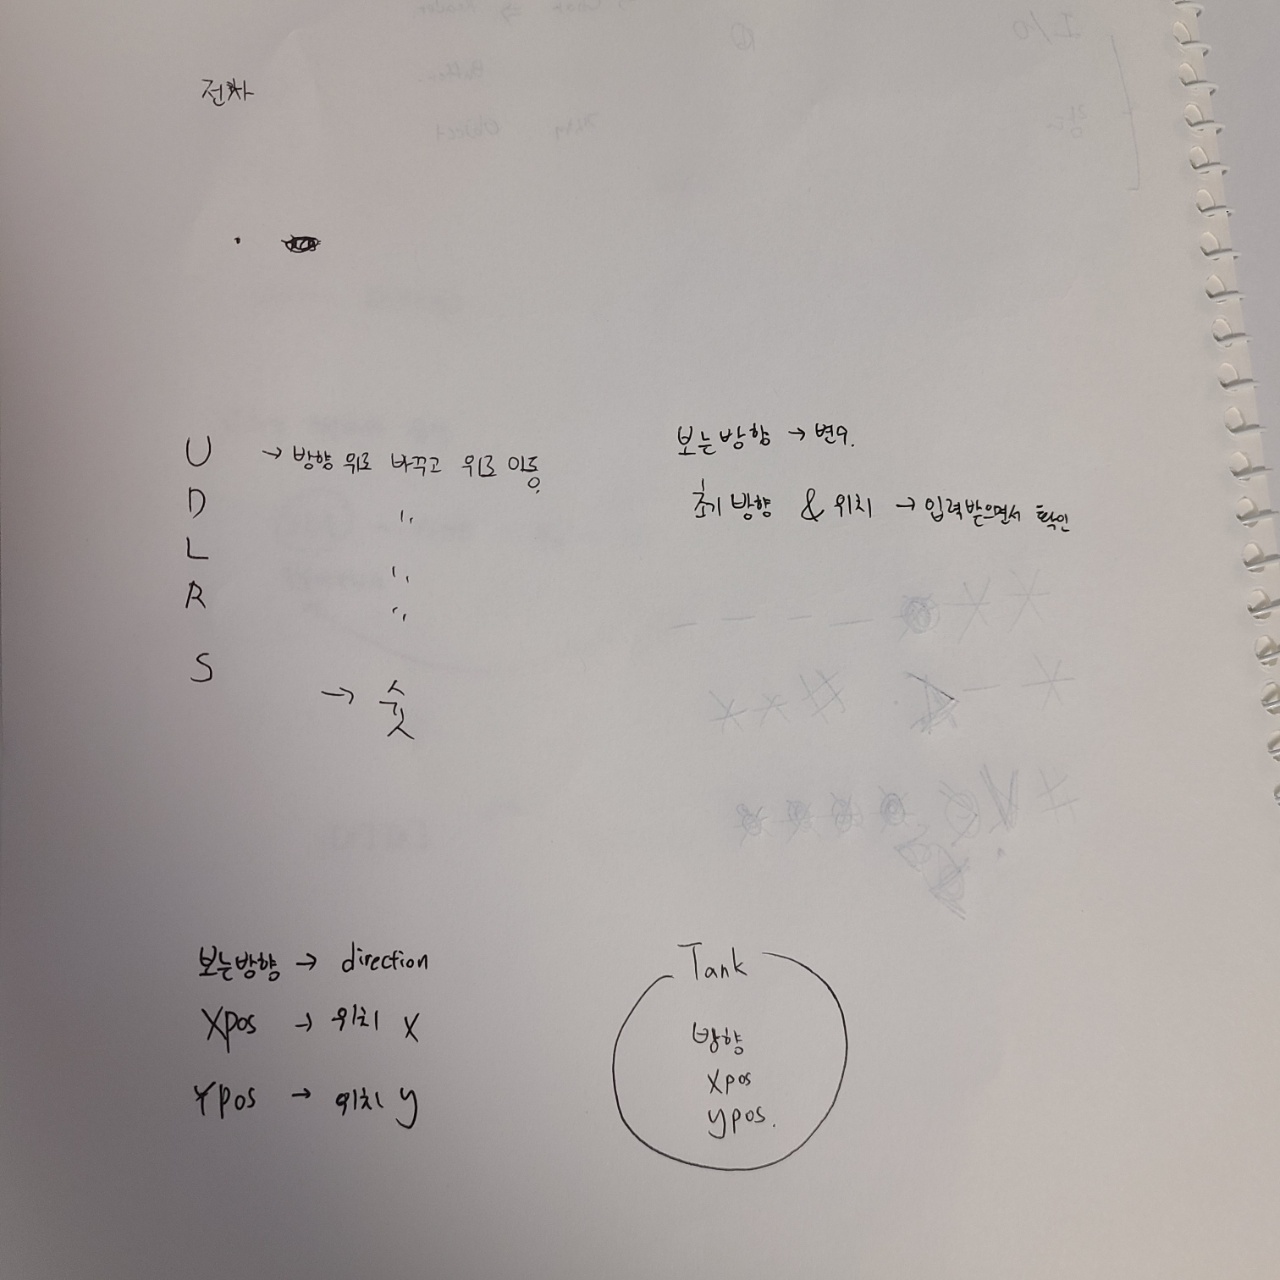 전차
U → 방향 위로 바꾸고 위로 이동.
D 〃
L 〃
R 〃
S → 슛
보는방향 → 변수.
초기 방향 & 위치 → 입력받으면서 확인
보는방향 → direction
Xpos → 위치 X
Ypos → 위치 y
Tank
방향
Xpos
ypos.